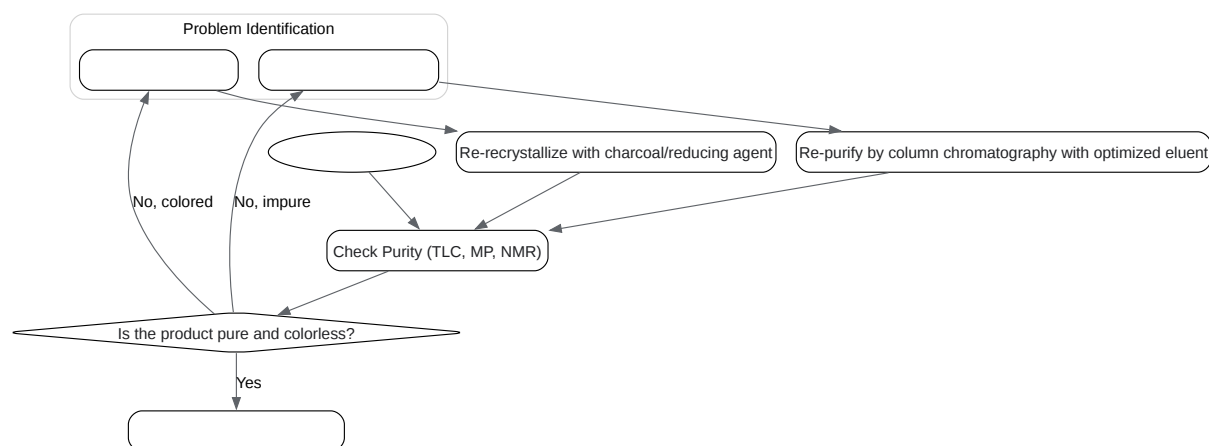 Problem Identification
Re-recrystallize with charcoal/reducing agent
Re-purify by column chromatography with optimized eluent
No, colored
No, impure
Check Purity (TLC, MP, NMR)
Is the product pure and colorless?
Yes